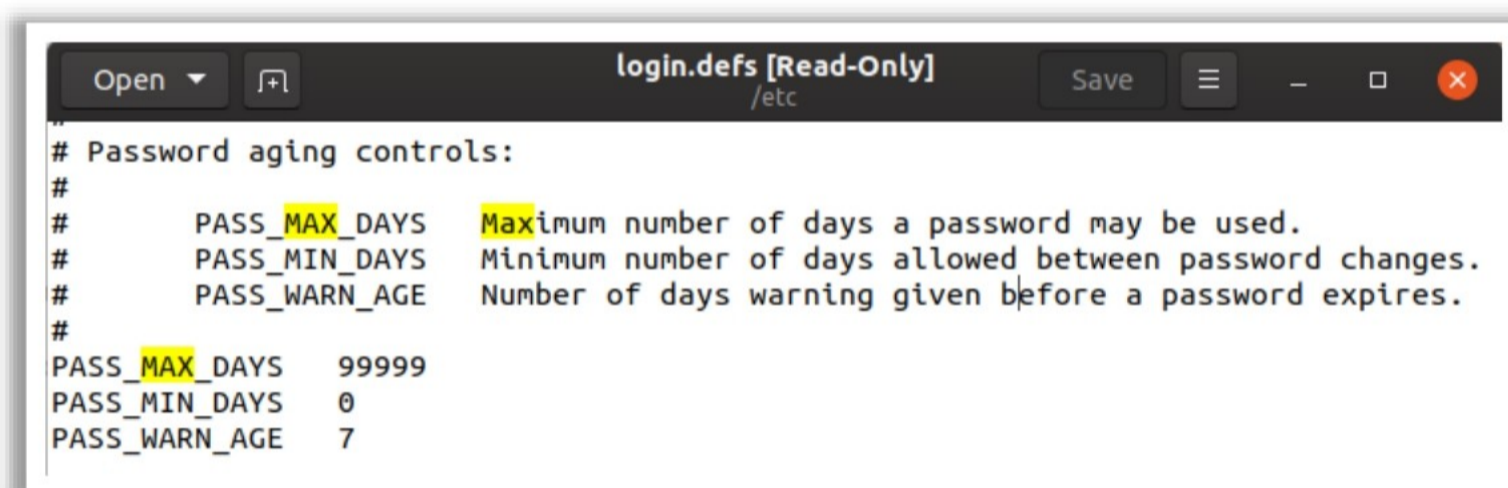 Open
login.defs [Read-Only]
/etc
Save
#
# Password aging controls:
#
#       PASS_MAX_DAYS   Maximum number of days a password may be used.
#       PASS_MIN_DAYS   Minimum number of days allowed between password changes.
#       PASS_WARN_AGE   Number of days warning given before a password expires.
#
PASS_MAX_DAYS   99999
PASS_MIN_DAYS   0
PASS_WARN_AGE   7